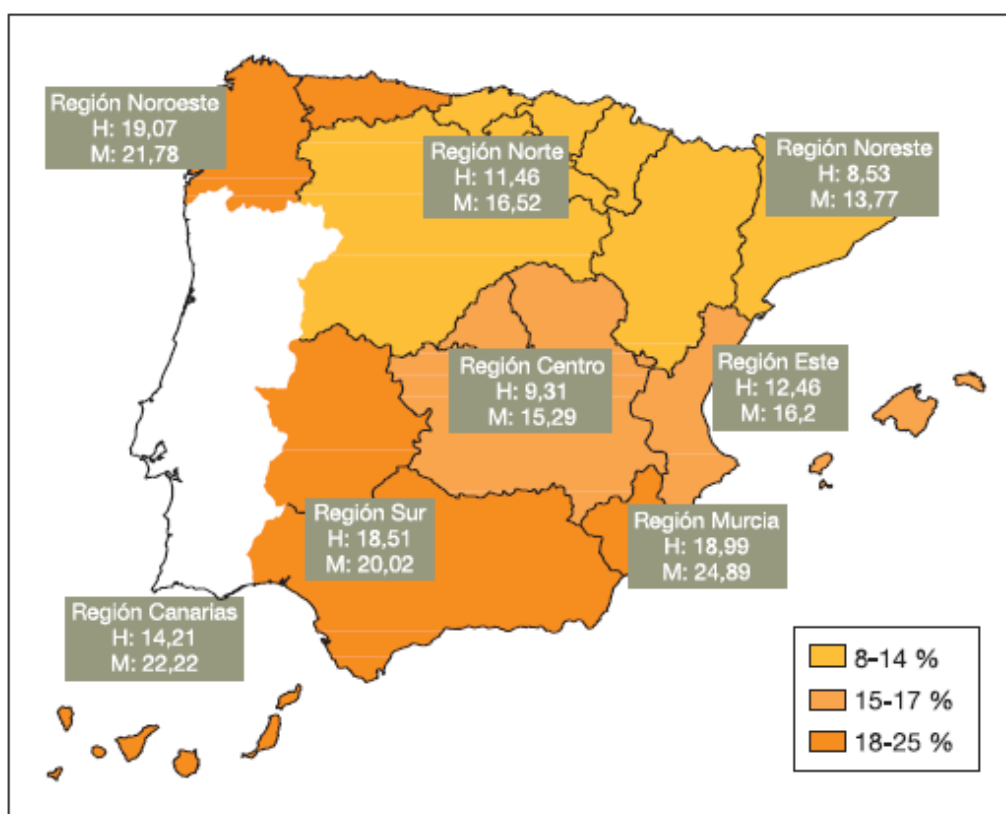 Región Noroeste
H: 19,07
M: 21,78
Región Norte
H: 11,46
M: 16,52
Región Noreste
H: 8,53
M: 13,77
Región Centro
H: 9,31
M: 15,29
Región Este
H: 12,46
M: 16,2
Región Sur
H: 18,51
M: 20,02
Región Murcia
H: 18,99
M: 24,89
Región Canarias
H: 14,21
M: 22,22
8-14 %
15-17 %
18-25 %